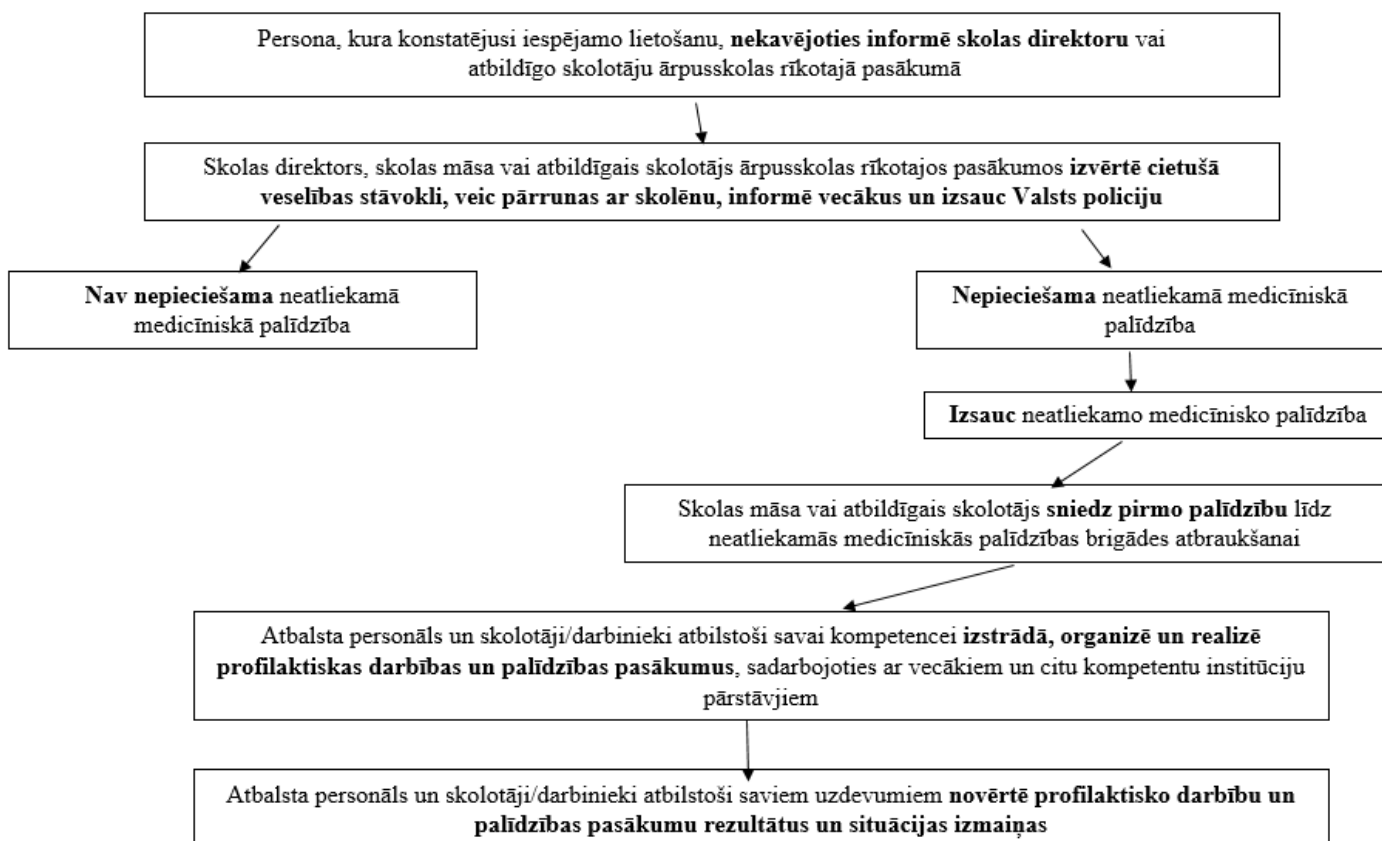 Persona, kura konstatējusi iespējamo lietošanu, nekavējoties informē skolas direktoru vai
atbildīgo skolotāju ārpusskolas rīkotajā pasākumā
Skolas direktors, skolas māsa vai atbildīgais skolotājs ārpusskolas rīkotajos pasākumos izvērtē cietušā
veselības stāvokli, veic pārrunas ar skolēnu, informē vecākus un izsauc Valsts policiju
Nav nepieciešama neatliekamā
medicīniskā palīdzība
Nepieciešama neatliekamā medicīniskā
palīdzība
Izsauc neatliekamo medicīnisko palīdzība
Skolas māsa vai atbildīgais skolotājs sniedz pirmo palīdzību līdz
neatliekamās medicīniskās palīdzības brigādes atbraukšanai
Atbalsta personāls un skolotāji/darbinieki atbilstoši savai kompetencei izstrādā, organizē un realizē
profilaktiskas darbības un palīdzības pasākumus, sadarbojoties ar vecākiem un citu kompetentu institūciju
pārstāvjiem
Atbalsta personāls un skolotāji/darbinieki atbilstoši saviem uzdevumiem novērtē profilaktisko darbību un
palīdzības pasākumu rezultātus un situācijas izmaiņas